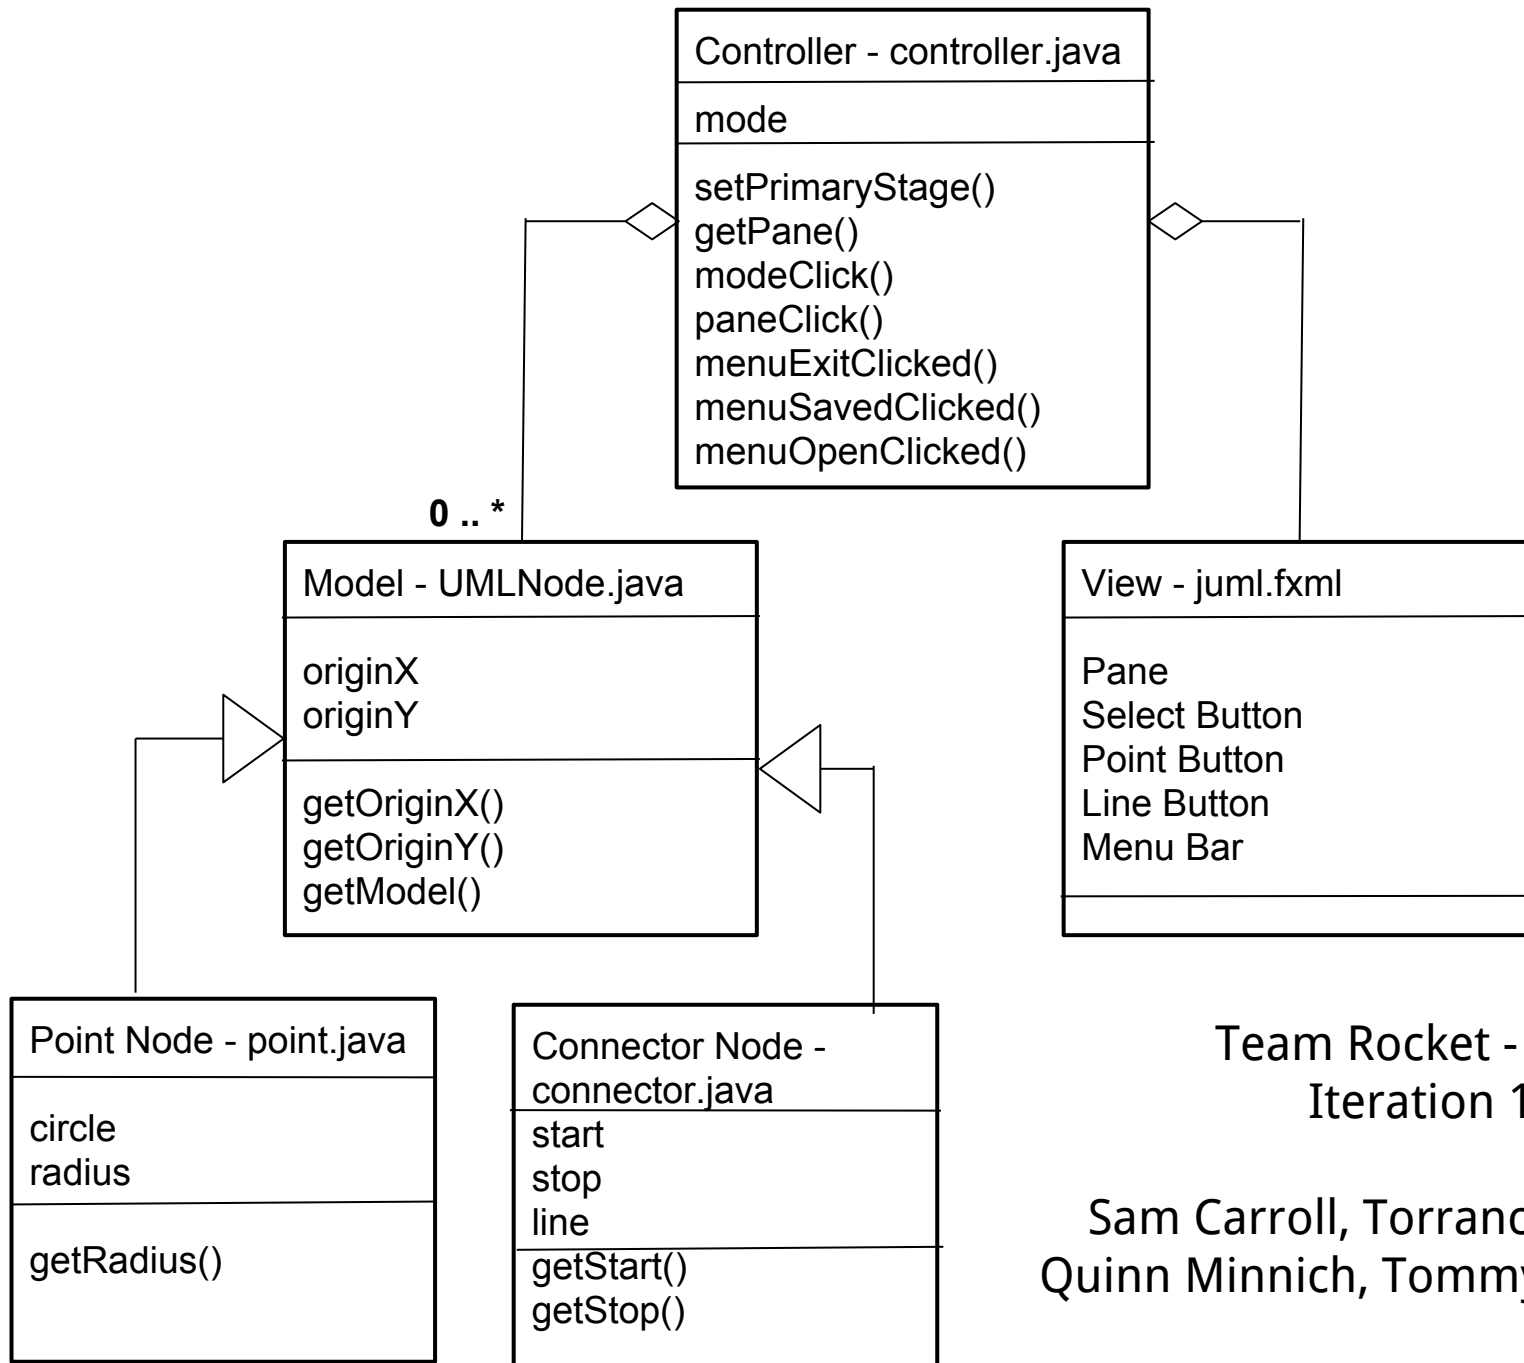 Controller - controller.java
mode
setPrimaryStage()
getPane()
modeClick()
paneClick()
menuExitClicked()
menuSavedClicked()
menuOpenClicked()
0 .. *
Model - UMLNode.java
originX
originY
getOriginX()
getOriginY()
getModel()
View - juml.fxml
Pane
Select Button
Point Button
Line Button
Menu Bar
Point Node - point.java
circle
radius
getRadius()
Connector Node -
connector.java
start
stop
line
getStart()
getStop()
Team Rocket -
Iteration 1
Sam Carroll,
Quinn Minnich, Tommy